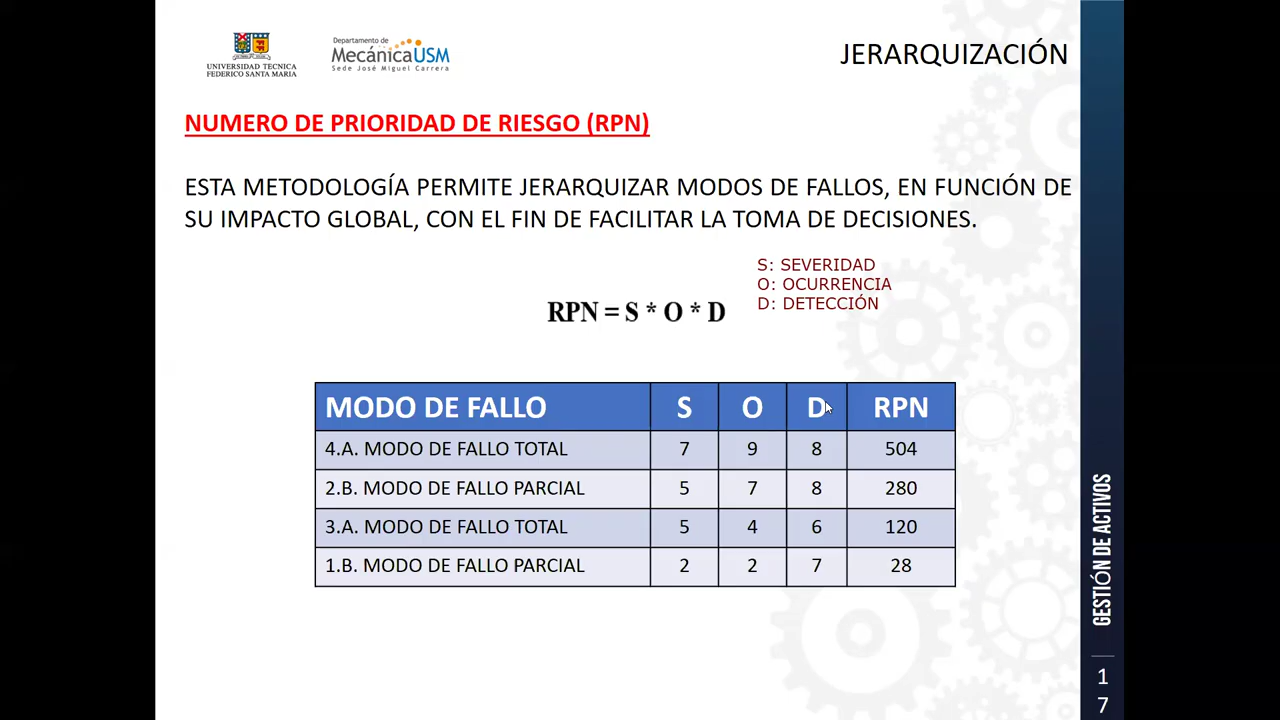 UNIVERSIDAD TECNICA
FEDERICO SANTA MARIA
Departamento de
MecánicaUSM
Sede José Miguel Carrera
JERARQUIZACIÓN
NUMERO DE PRIORIDAD DE RIESGO (RPN)
ESTA METODOLOGÍA PERMITE JERARQUIZAR MODOS DE FALLOS, EN FUNCIÓN DE
SU IMPACTO GLOBAL, CON EL FIN DE FACILITAR LA TOMA DE DECISIONES.
S: SEVERIDAD
O: OCURRENCIA
D: DETECCIÓN
RPN = S * O * D
MODO DE FALLO S O D RPN
4.A. MODO DE FALLO TOTAL 7 9 8 504
2.B. MODO DE FALLO PARCIAL 5 7 8 280
3.A. MODO DE FALLO TOTAL 5 4 6 120
1.B. MODO DE FALLO PARCIAL 2 2 7 28
GESTIÓN DE ACTIVOS
1
7